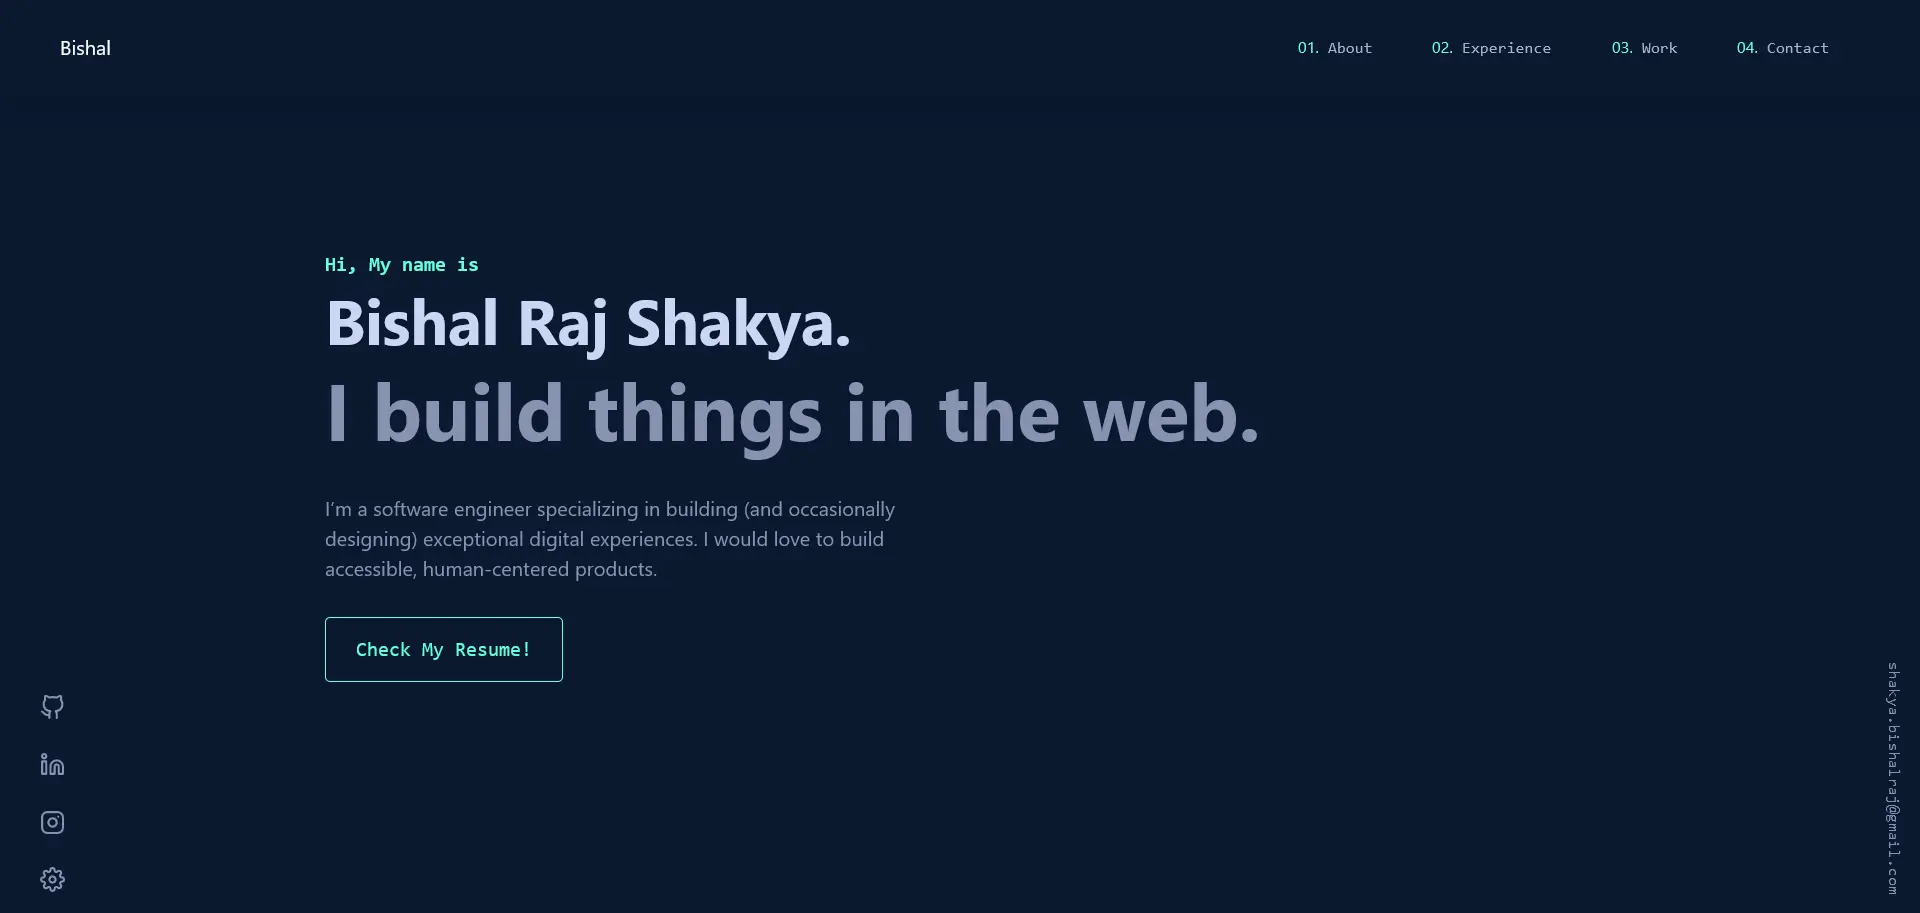 Bishal
01. About
02. Experience
03. Work
04. Contact
Hi, My name is
Bishal Raj Shakya.
I build things in the web.
I’m a software engineer specializing in building (and occasionally
designing) exceptional digital experiences. I would love to build
accessible, human-centered products.
Check My Resume!
shakya.bishalraj@gmail.com